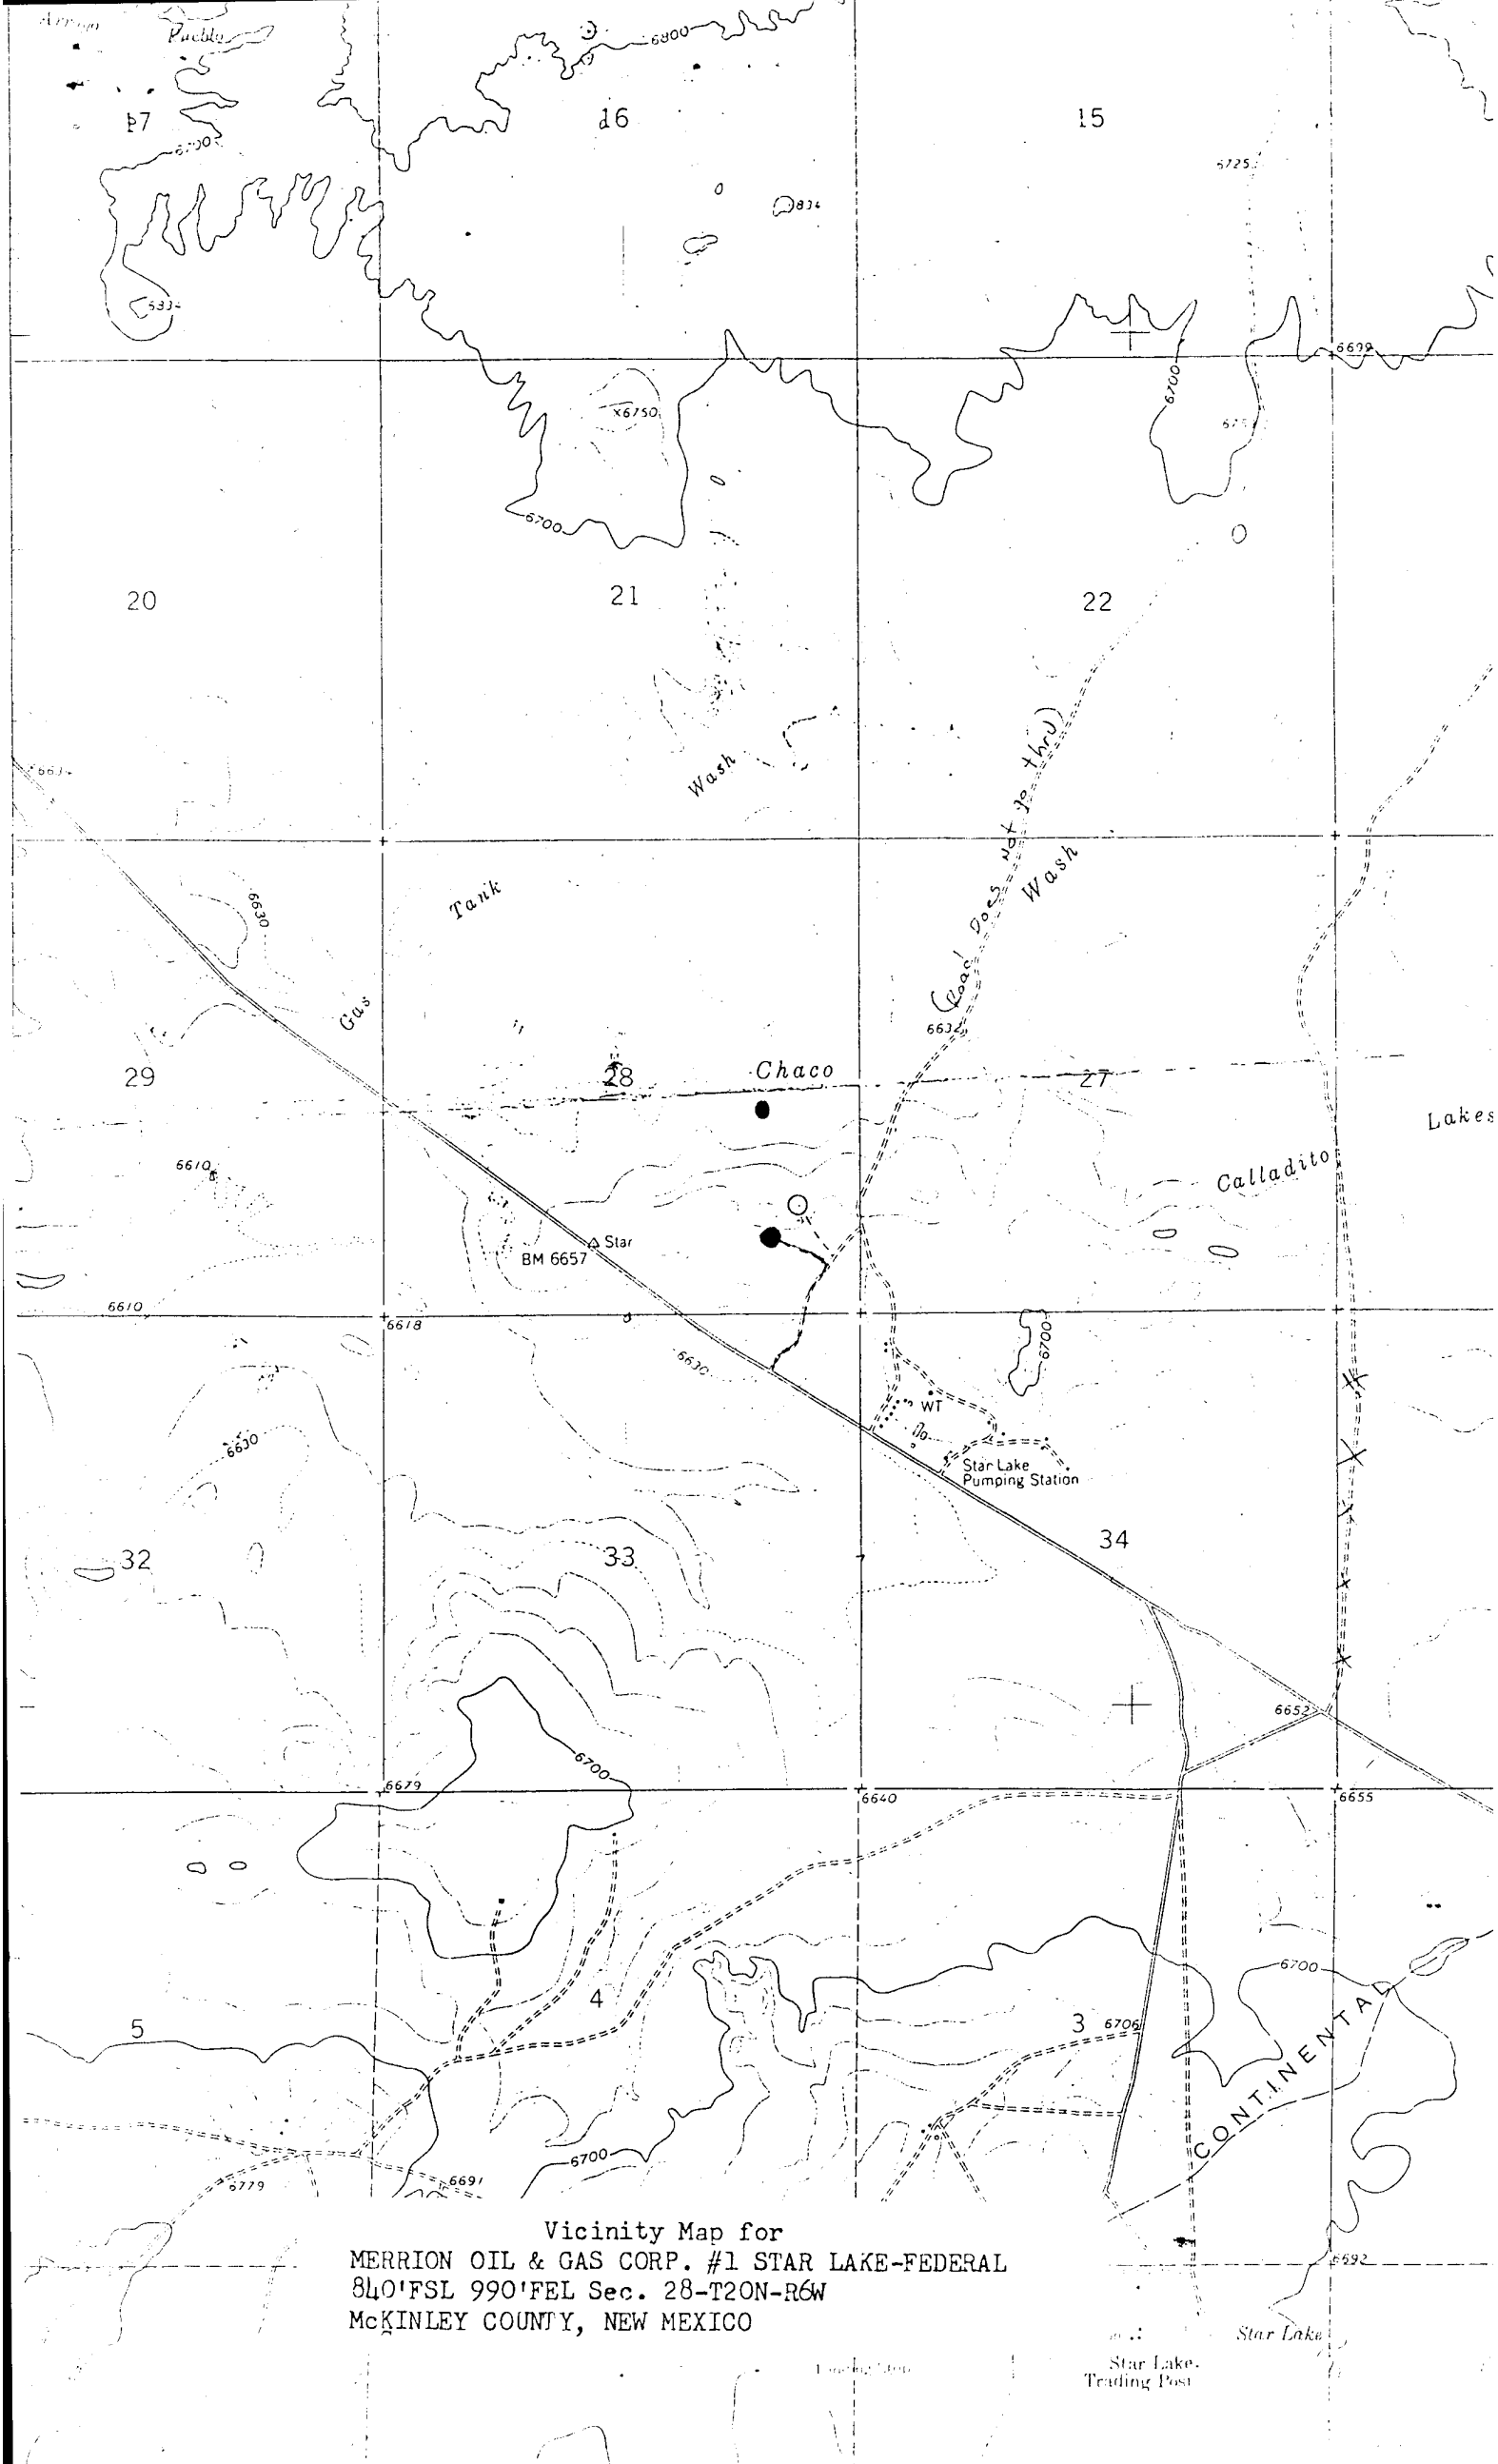 Pueblo
6800
16
15
6725
6700
6699
x6750
6700
6700
20
21
22
Wash
(Road does not go thru)
Wash
6630
Tank
Gas
6632
29
28
Chaco
27
Lakes
Calladito
6610
Star
BM 6657
6610
6618
6630
6700
WT
6630
Star Lake
Pumping Station
34
32
33
6652
6700
6679
6640
6655
6700
4
5
3
6706
CONTINENTAL
6700
6691
6779
Vicinity Map for
MERRION OIL & GAS CORP. #1 STAR LAKE-FEDERAL
840'FSL 990'FEL Sec. 28-T20N-R6W
McKINLEY COUNTY, NEW MEXICO
6692
Star Lake
Star Lake
Trading Post